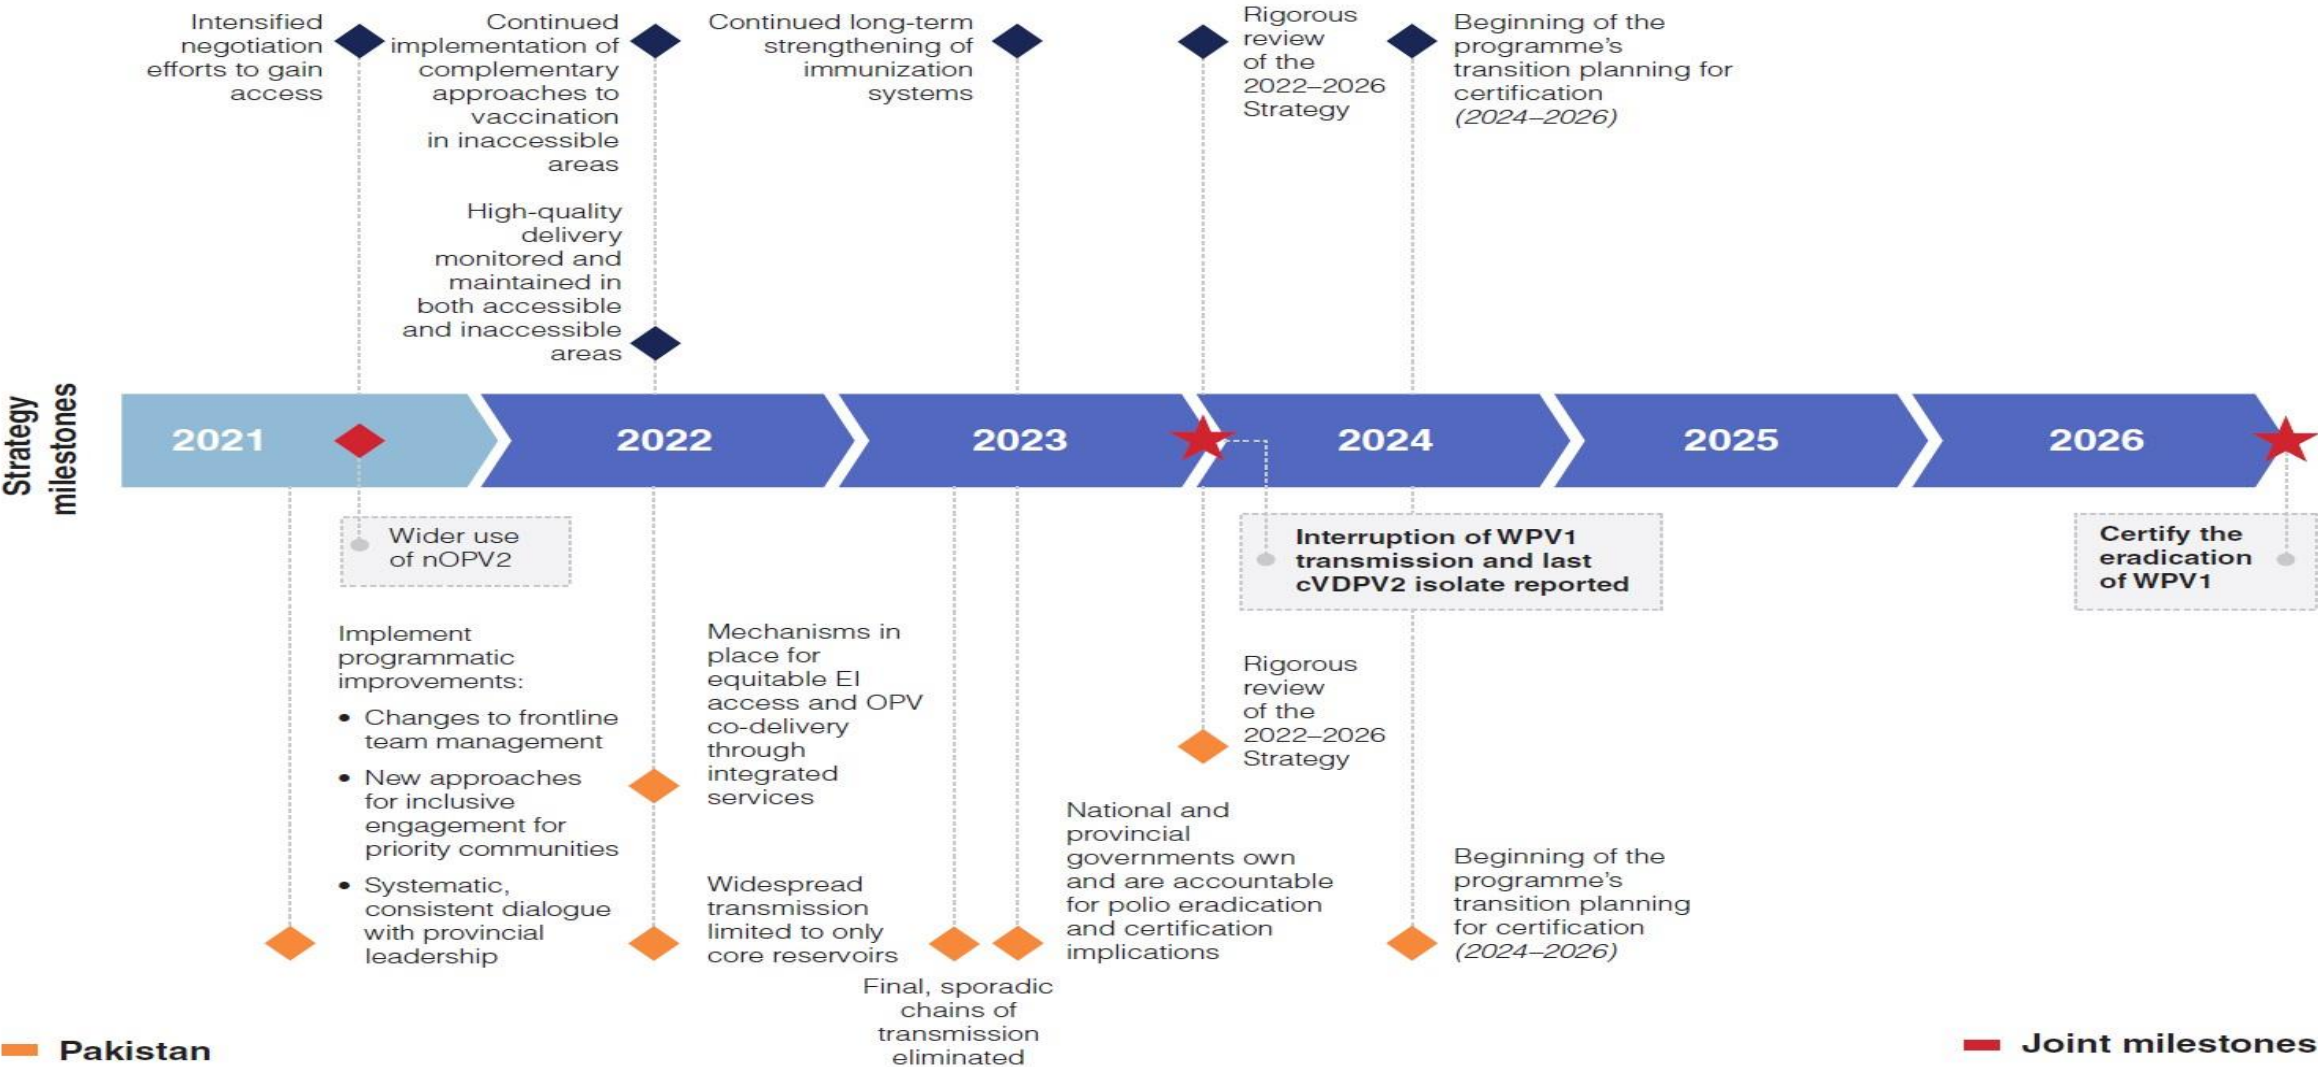 Intensified
negotiation
efforts to gain
access
Continued
implementation of
complementary
approaches to
vaccination
in inaccessible
areas
High-quality
delivery
monitored and
maintained in
both accessible
and inaccessible
areas
Continued long-term
strengthening of
immunization
systems
Rigorous
review
of the
2022–2026
Strategy
Beginning of the
programme’s
transition planning for
certification
(2024–2026)
Strategy
milestones
2021
2022
2023
2024
2025
2026
Wider use
of nOPV2
Interruption of WPV1
transmission and last
cVDPV2 isolate reported
Certify the
eradication
of WPV1
Implement
programmatic
improvements:
• Changes to frontline
team management
• New approaches
for inclusive
engagement for
priority communities
• Systematic,
consistent dialogue
with provincial
leadership
Mechanisms in
place for
equitable EI
access and OPV
co-delivery
through
integrated
services
Widespread
transmission
limited to only
core reservoirs
Final, sporadic
chains of
transmission
eliminated
National and
provincial
governments own
and are accountable
for polio eradication
and certification
implications
Rigorous
review
of the
2022–2026
Strategy
Beginning of the
programme’s
transition planning
for certification
(2024–2026)
Pakistan
Joint milestones